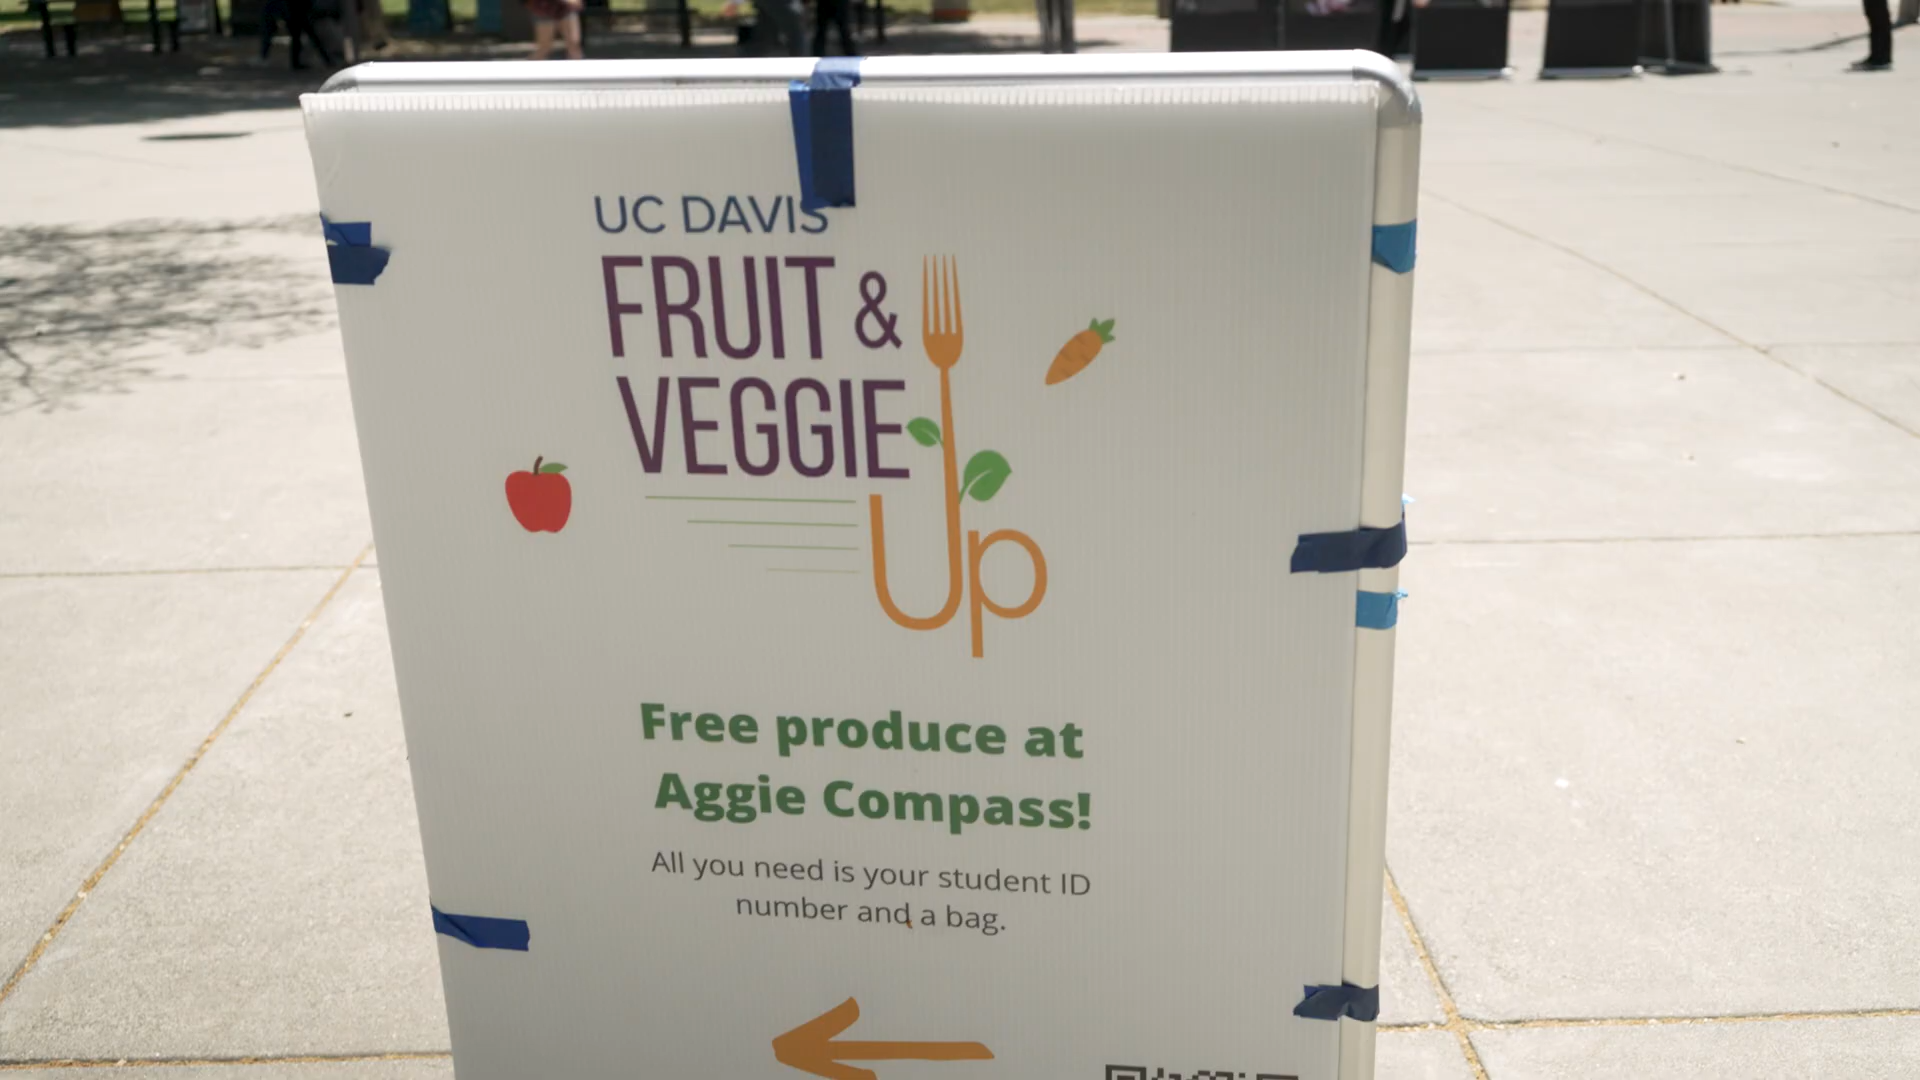 UC DAVIS
FRUIT &
VEGGIE
Up
Free produce at
Aggie Compass!
All you need is your student ID
number and a bag.